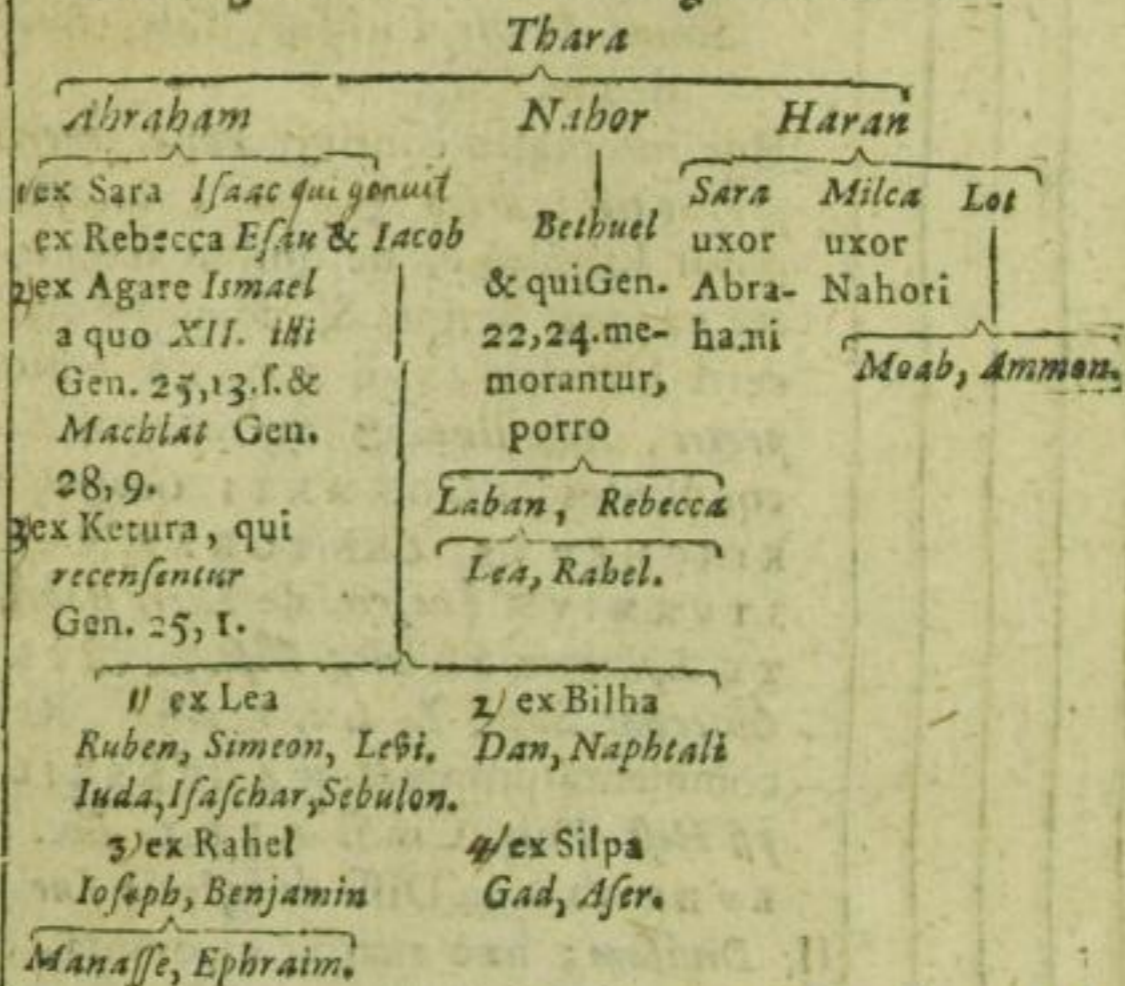 Thara
Abraham
Nahor
Haran
1) ex Sara Iſaac qui genuit
ex Rebecca Eſau & Iacob
2) ex Agare Ismael
a quo XII. illi
Gen. 25,13.ſ.&
Machlat Gen.
28,9.
3) ex Ketura, qui
recenſentur
Gen. 25, 1.
Bethuel
& qui Gen.
22,24. me-
morantur,
porro
Laban, Rebecca
Lea, Rahel.
Sara
uxor
Abra-
hami
Milca
uxor
Nahori
Lot
Moab, Ammon.
1) ex Lea
Ruben, Simeon, Levi.
Iuda, Iſaſchar, Sebulon.
2) ex Bilha
Dan, Naphtali
3) ex Rahel
Ioſeph, Benjamin
Manaſſe, Ephraim.
4) ex Silpa
Gad, Aſer.